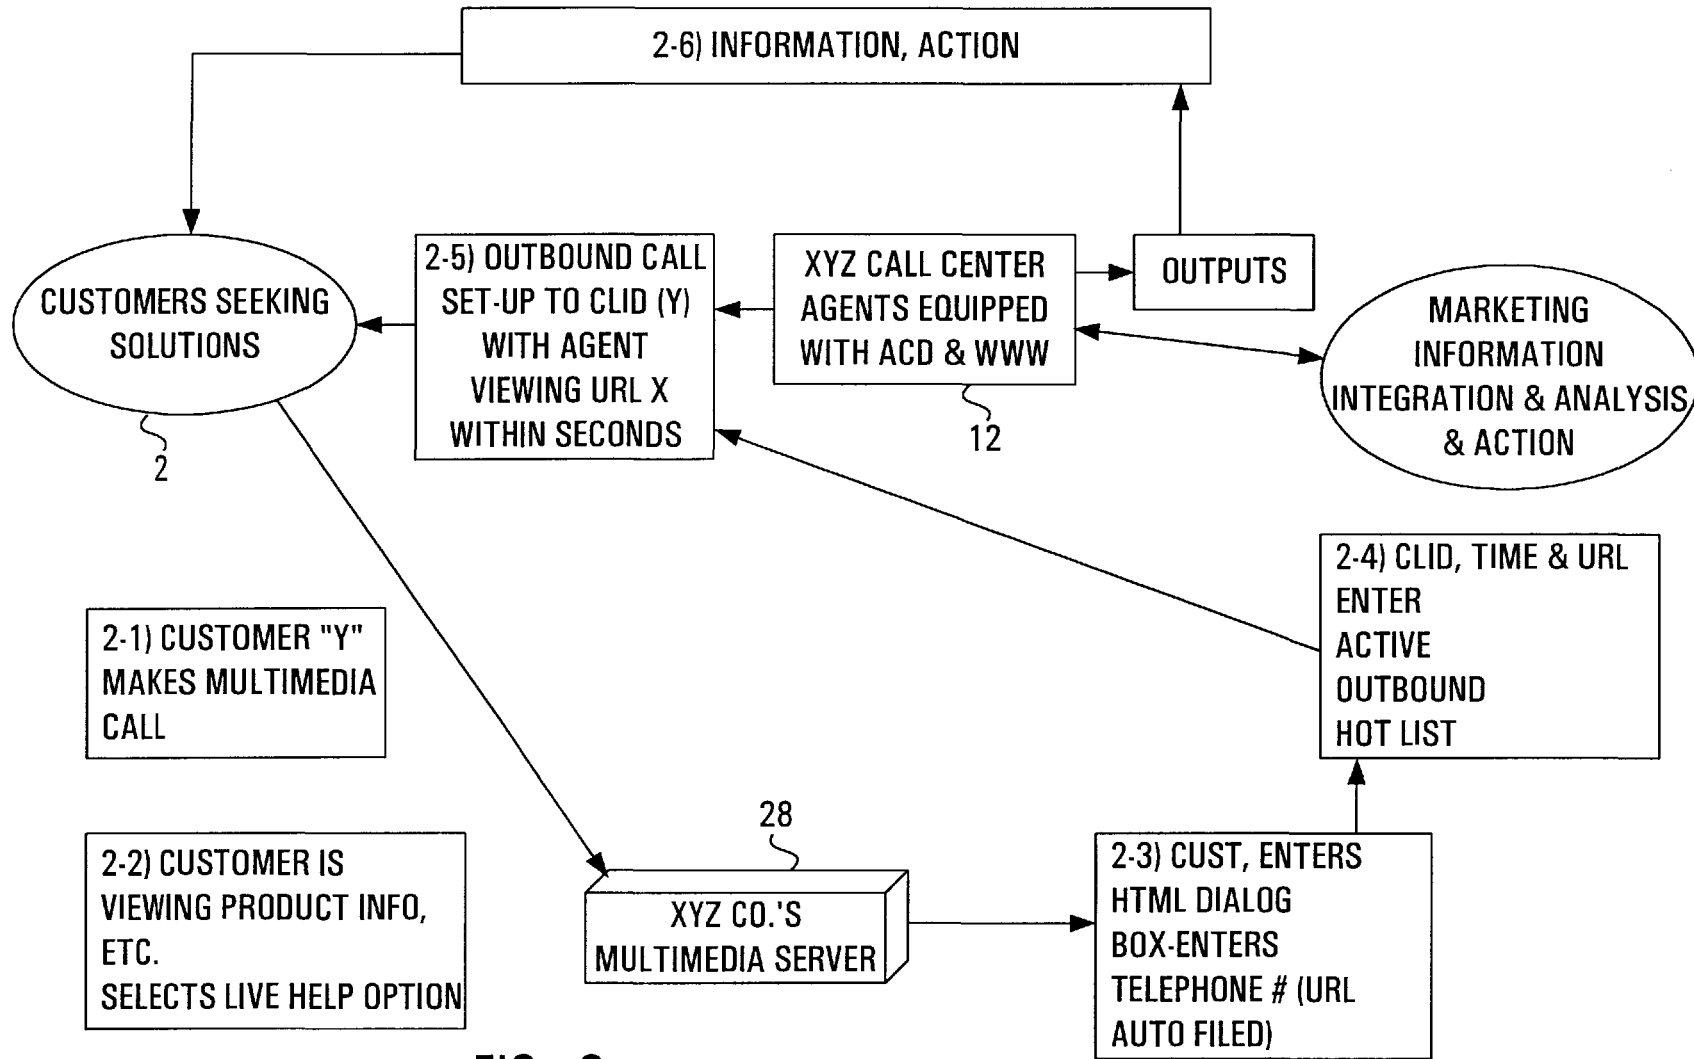 2-6) INFORMATION, ACTION
CUSTOMERS SEEKING
SOLUTIONS
2
2-5) OUTBOUND CALL
SET-UP TO CLID (Y)
WITH AGENT
VIEWING URL X
WITHIN SECONDS
XYZ CALL CENTER
AGENTS EQUIPPED
WITH ACD & WWW
12
OUTPUTS
MARKETING
INFORMATION
INTEGRATION & ANALYSIS
& ACTION
2-1) CUSTOMER "Y"
MAKES MULTIMEDIA
CALL
2-2) CUSTOMER IS
VIEWING PRODUCT INFO,
ETC.
SELECTS LIVE HELP OPTION
28
XYZ CO.'S
MULTIMEDIA SERVER
2-3) CUST, ENTERS
HTML DIALOG
BOX-ENTERS
TELEPHONE # (URL
AUTO FILED)
2-4) CLID, TIME & URL
ENTER
ACTIVE
OUTBOUND
HOT LIST